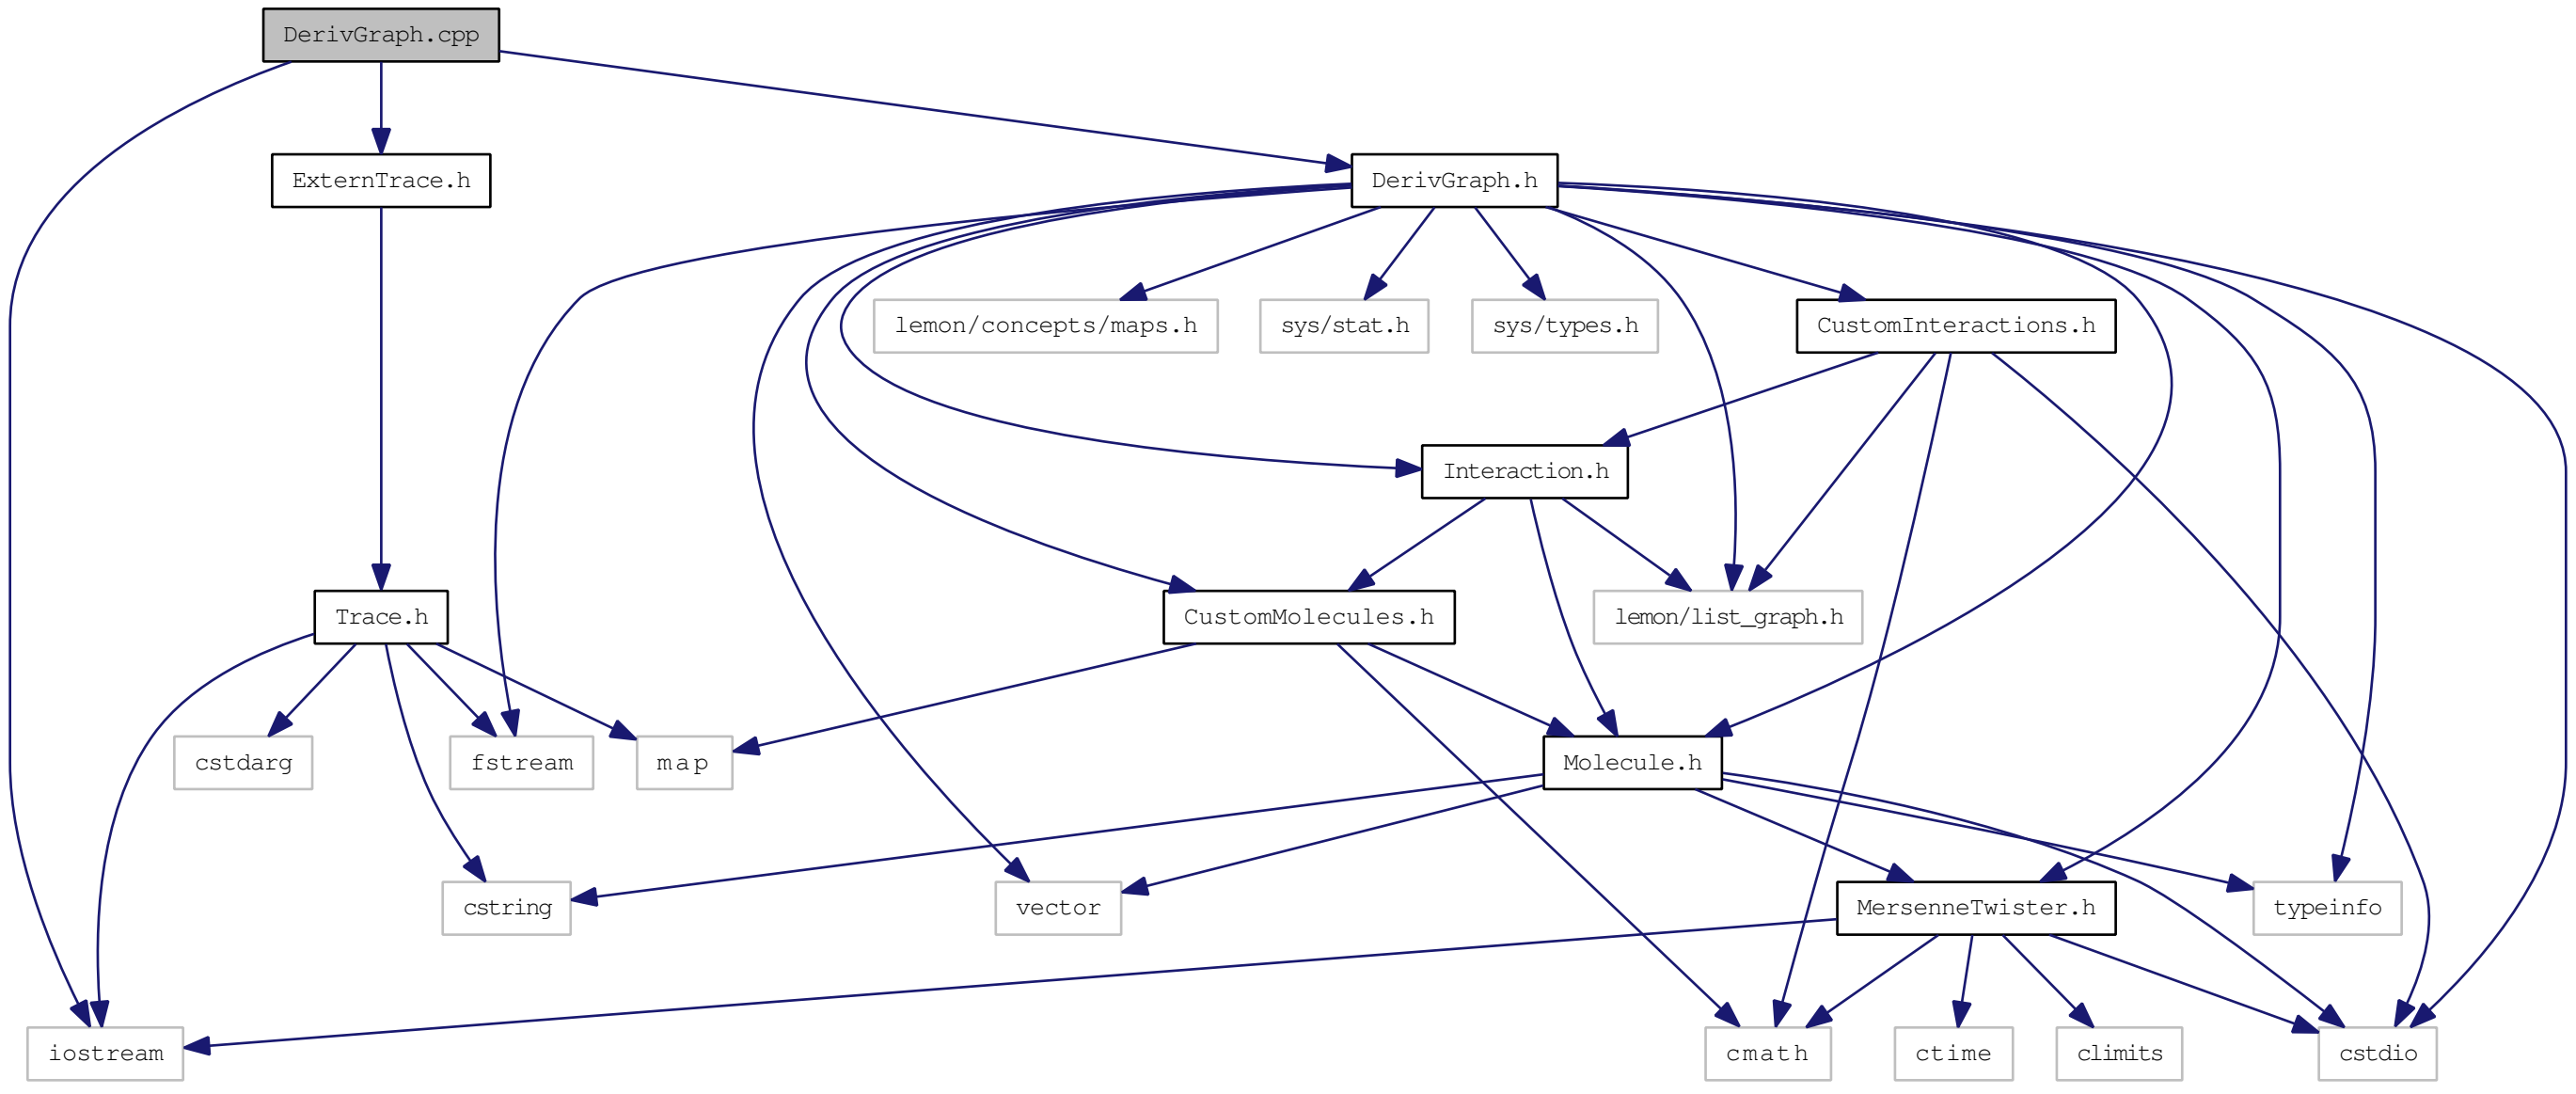 DerivGraph.cpp
ExternTrace.h
DerivGraph.h
lemon/concepts/maps.h
sys/stat.h
sys/types.h
CustomInteractions.h
Interaction.h
Trace.h
CustomMolecules.h
lemon/list_graph.h
cstdarg
fstream
map
Molecule.h
cstring
vector
MersenneTwister.h
typeinfo
iostream
cmath
ctime
climits
cstdio